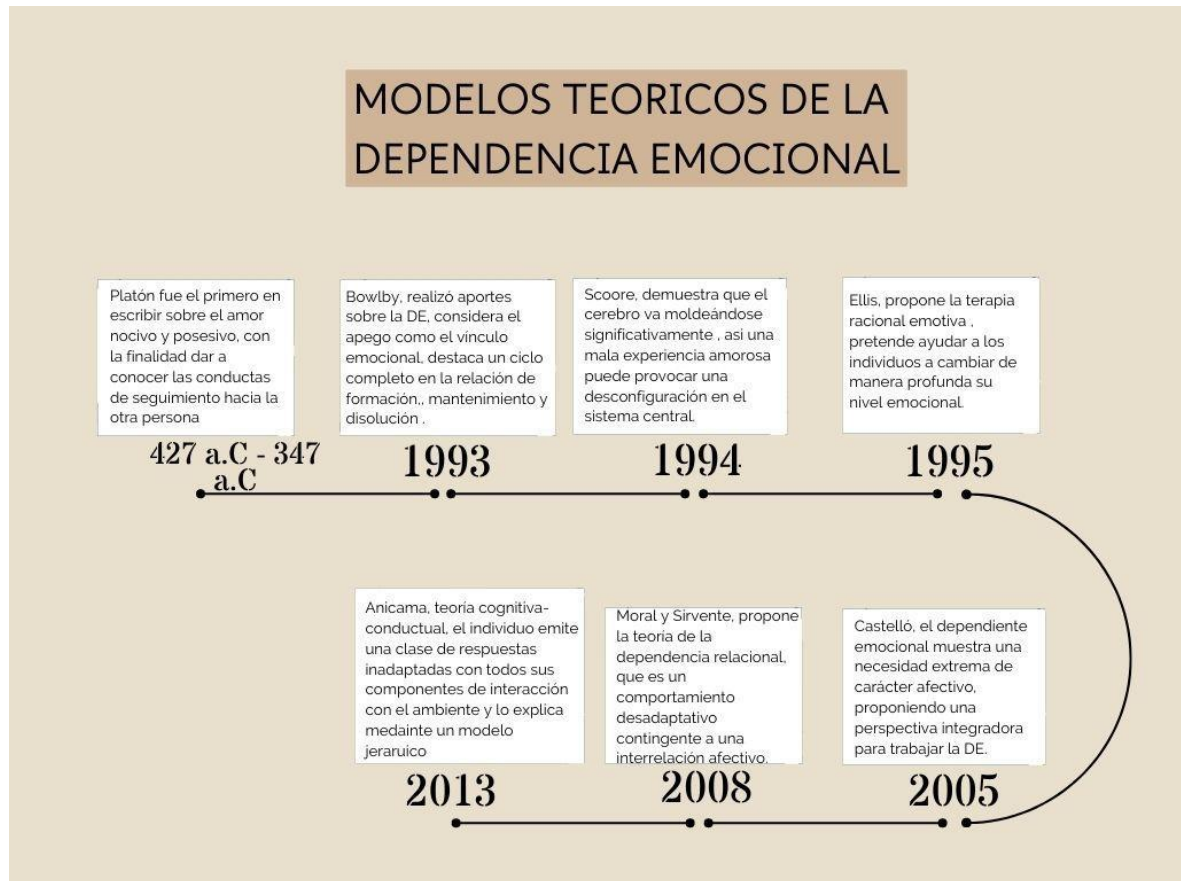 MODELOS TEORICOS DE LA
DEPENDENCIA EMOCIONAL
Platón fue el primero en
escribir sobre el amor
nocivo y posesivo, con
la finalidad dar a
conocer las conductas
de seguimiento hacia la
otra persona
427 a.C - 347
a.C
Bowlby, realizó aportes
sobre la DE, considera el
apego como el vínculo
emocional, destaca un ciclo
completo en la relación de
formación,, mantenimiento y
disolución .
1993
Scoore, demuestra que el
cerebro va moldeándose
significativamente , asi una
mala experiencia amorosa
puede provocar una
desconfiguración en el
sistema central.
1994
Ellis, propone la terapia
racional emotiva ,
pretende ayudar a los
individuos a cambiar de
manera profunda su
nivel emocional.
1995
Anicama, teoría cognitiva-
conductual, el individuo emite
una clase de respuestas
inadaptadas con todos sus
componentes de interacción
con el ambiente y lo explica
medainte un modelo
jeraruico
2013
Moral y Sirvente, propone
la teoría de la
dependencia relacional,
que es un
comportamiento
desadaptativo
contingente a una
interrelación afectivo.
2008
Castelló, el dependiente
emocional muestra una
necesidad extrema de
carácter afectivo,
proponiendo una
perspectiva integradora
para trabajar la DE.
2005